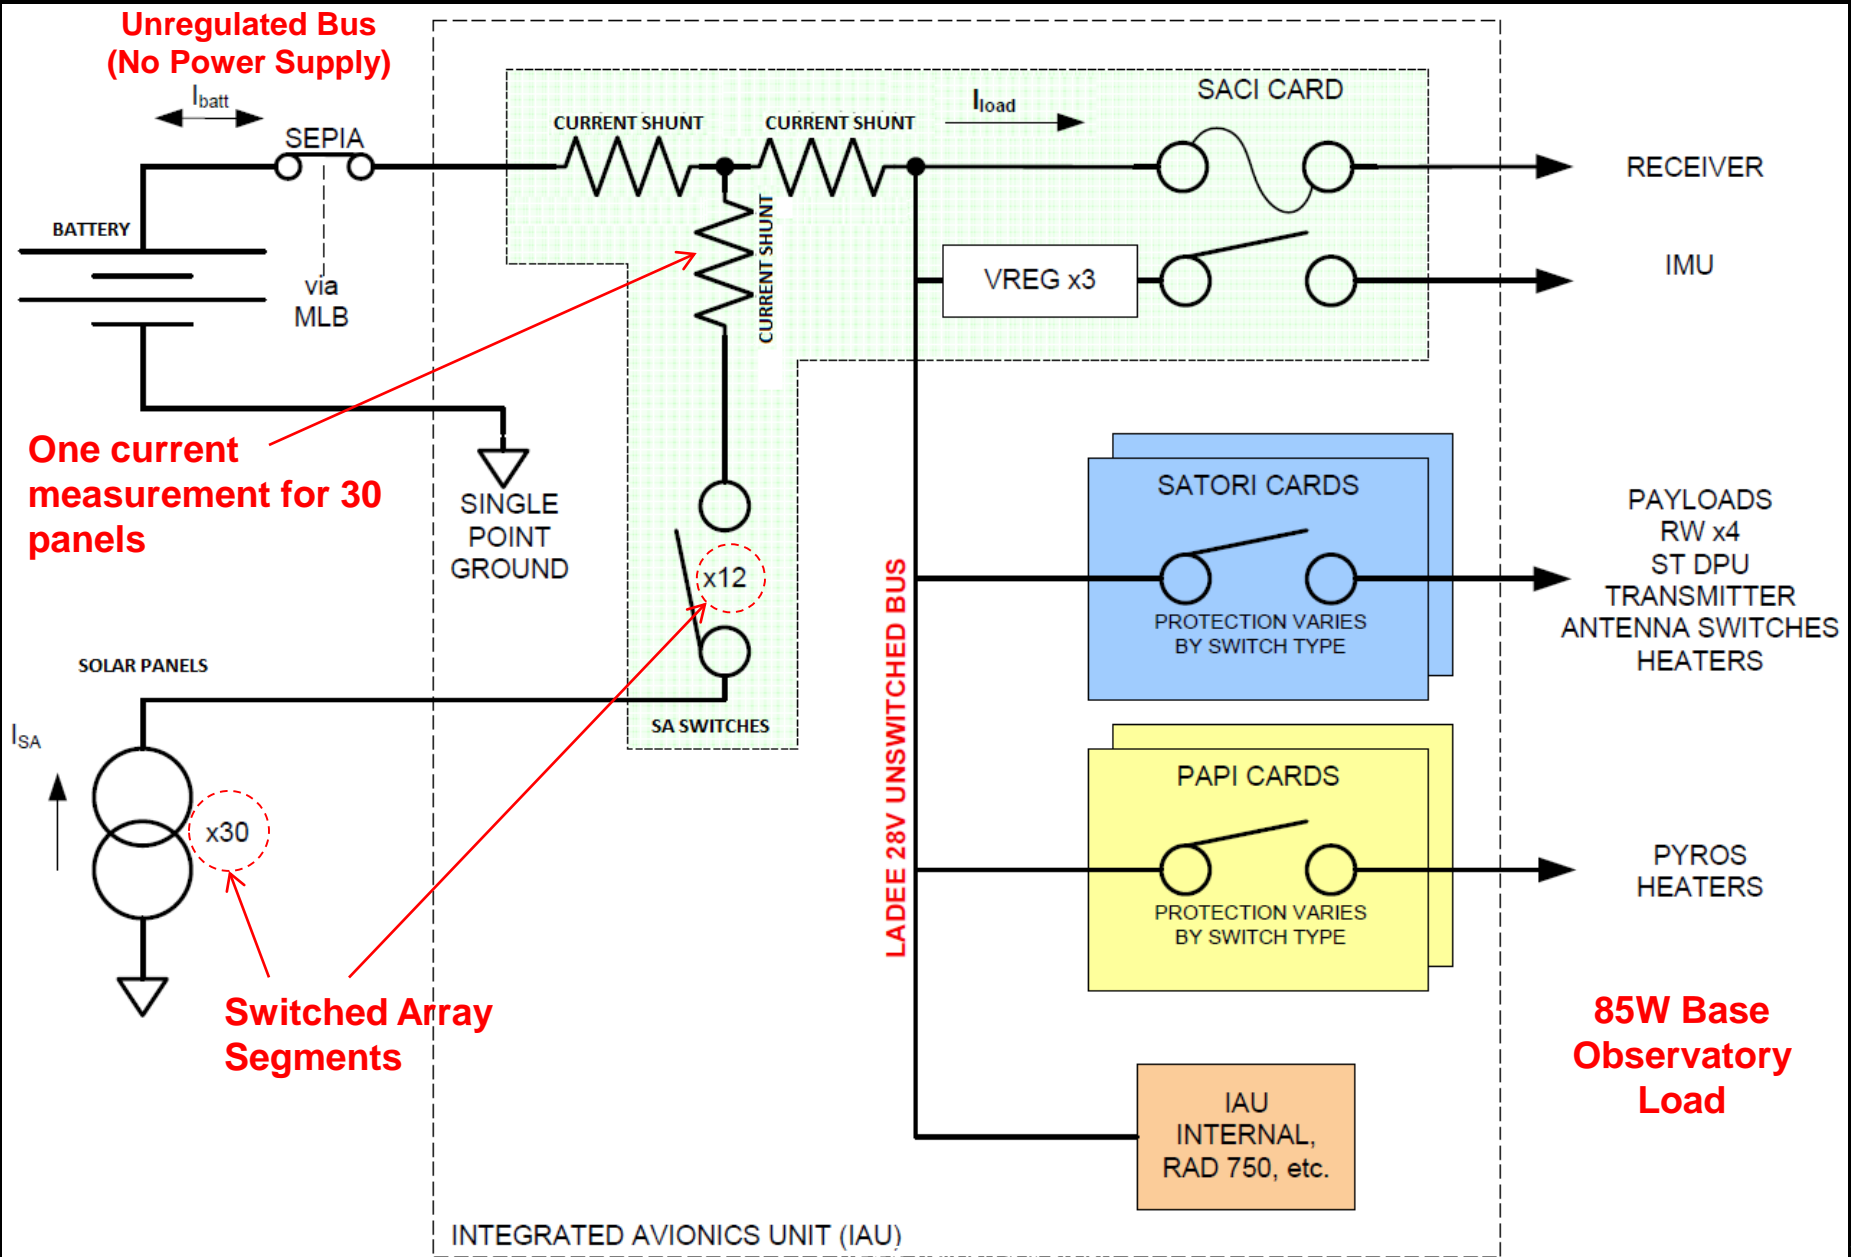 Unregulated Bus
(No Power Supply)
I_batt
SEPIA
via
MLB
BATTERY
CURRENT SHUNT
CURRENT SHUNT
I_load
SACI CARD
RECEIVER
CURRENT SHUNT
VREG x3
IMU
One current
measurement for 30
panels
SINGLE
POINT
GROUND
x12
SA SWITCHES
SOLAR PANELS
I_SA
x30
Switched Array
Segments
LADEE 28V UNSWITCHED BUS
SATORI CARDS
PROTECTION VARIES
BY SWITCH TYPE
PAYLOADS
RW x4
ST DPU
TRANSMITTER
ANTENNA SWITCHES
HEATERS
PAPI CARDS
PROTECTION VARIES
BY SWITCH TYPE
PYROS
HEATERS
85W Base
Observatory
Load
IAU
INTERNAL,
RAD 750, etc.
INTEGRATED AVIONICS UNIT (IAU)